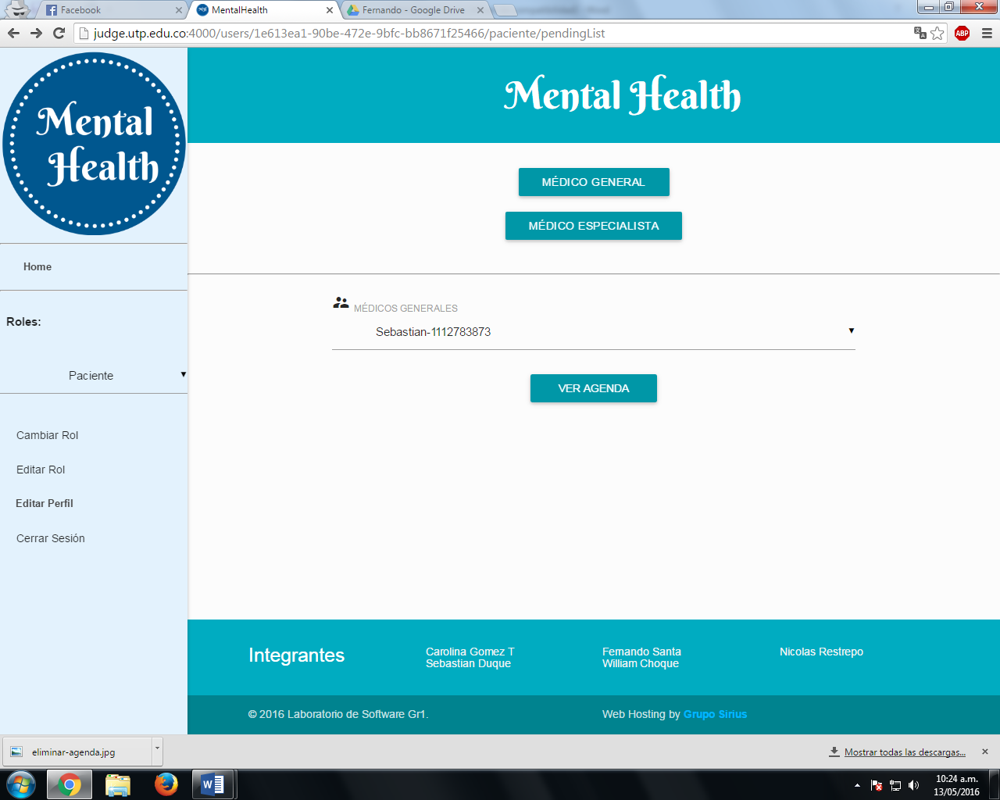 Facebook
MentalHealth
Fernando - Google Drive
judge.utp.edu.co:4000/users/1e613ea1-90be-472e-9bfc-bb8671f25466/paciente/pendingList
ABP
Mental
Health
Home
Roles:
Paciente
Cambiar Rol
Editar Rol
Editar Perfil
Cerrar Sesión
Mental Health
MÉDICO GENERAL
MÉDICO ESPECIALISTA
MÉDICOS GENERALES
Sebastian-1112783873
VER AGENDA
Integrantes
Carolina Gomez T
Sebastian Duque
Fernando Santa
William Choque
Nicolas Restrepo
© 2016 Laboratorio de Software Gr1.
Web Hosting by Grupo Sirius
eliminar-agenda.jpg
Mostrar todas las descargas...
10:24 a.m.
13/05/2016